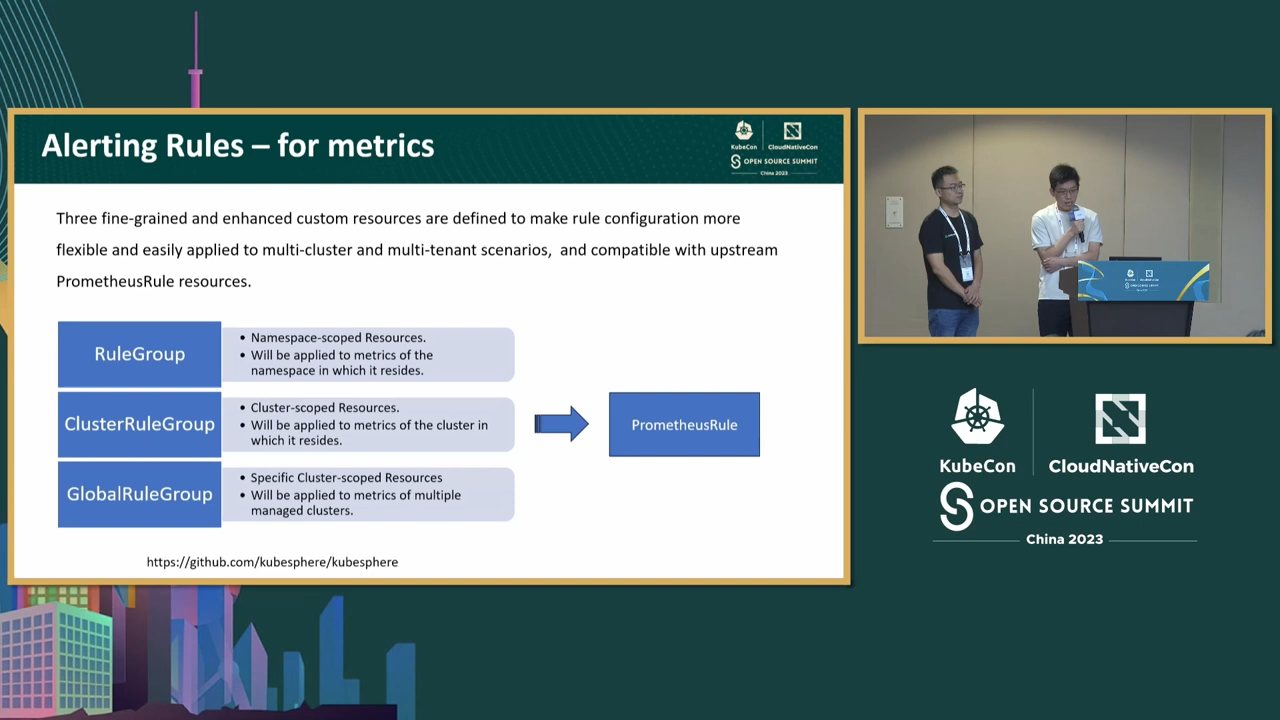 Alerting Rules – for metrics
KubeCon
CloudNativeCon
OPEN SOURCE SUMMIT
China 2023
Three fine-grained and enhanced custom resources are defined to make rule configuration more
flexible and easily applied to multi-cluster and multi-tenant scenarios,  and compatible with upstream
PrometheusRule resources.
RuleGroup
• Namespace-scoped Resources.
• Will be applied to metrics of the
namespace in which it resides.
ClusterRuleGroup
• Cluster-scoped Resources.
• Will be applied to metrics of the cluster in
which it resides.
GlobalRuleGroup
• Specific Cluster-scoped Resources
• Will be applied to metrics of multiple
managed clusters.
PrometheusRule
https://github.com/kubesphere/kubesphere
KubeCon
CloudNativeCon
OPEN SOURCE SUMMIT
China 2023